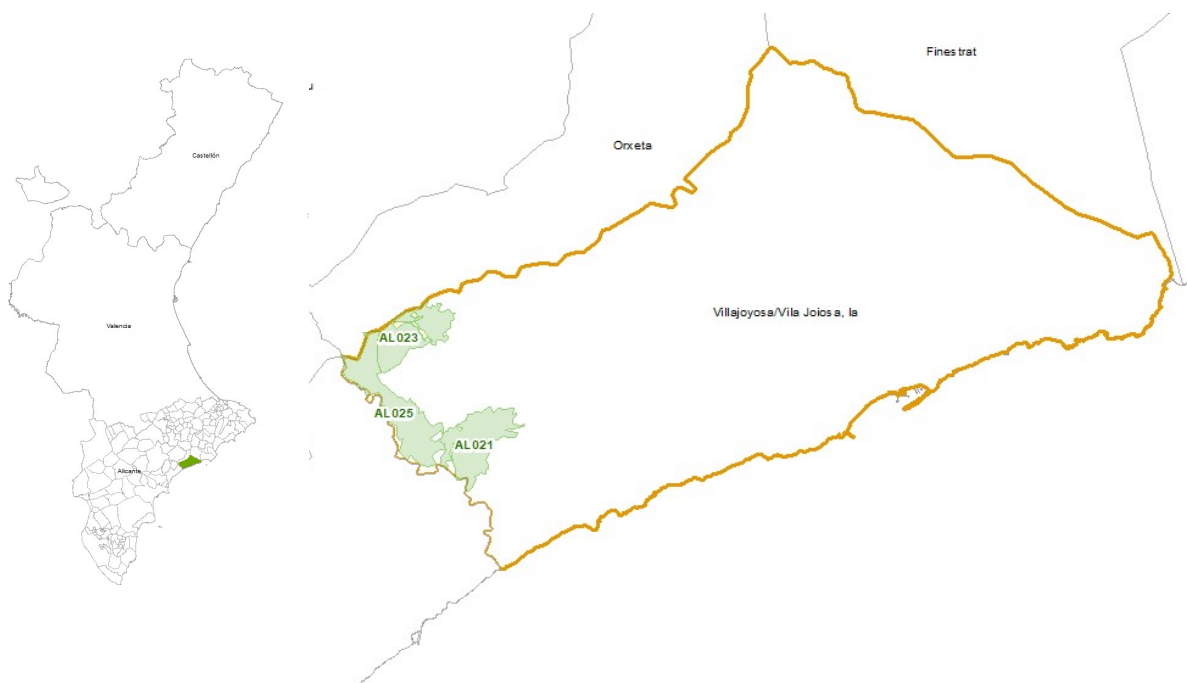 Castellón
Valencia
Alicante
u
Finestrat
Orxeta
Villajoyosa/Vila Joiosa, la
AL023
AL025
AL021